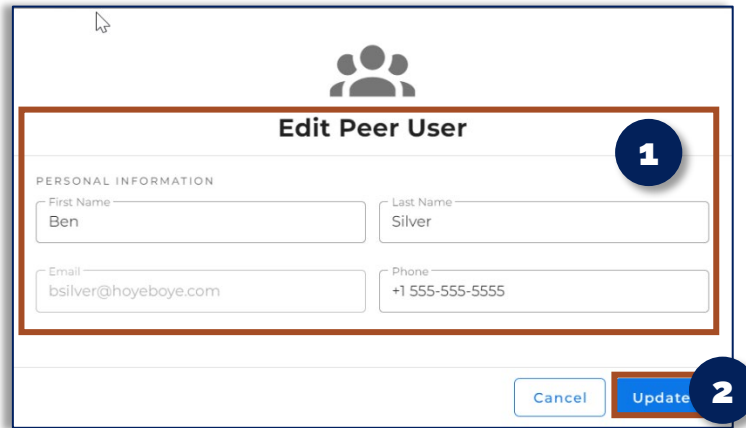 Edit Peer User
1
PERSONAL INFORMATION
First Name
Ben
Last Name
Silver
Email
bsilver@hoyeboye.com
Phone
+1 555-555-5555
Cancel
Update
2